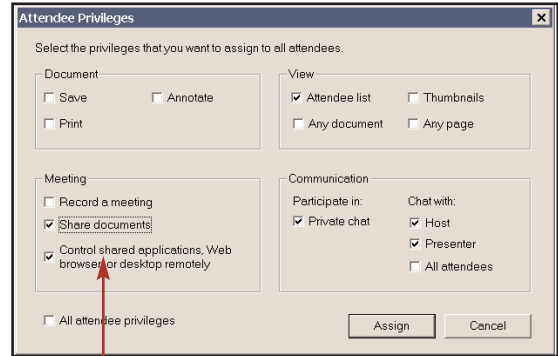 Attendee Privileges
Select the privileges that you want to assign to all attendees.
Document
Save
Annotate
Print
View
Attendee list
Thumbnails
Any document
Any page
Meeting
Record a meeting
Share documents
Control shared applications, Web
browser or desktop remotely
Communication
Participate in:
Private chat
Chat with:
Host
Presenter
All attendees
All attendee privileges
Assign
Cancel